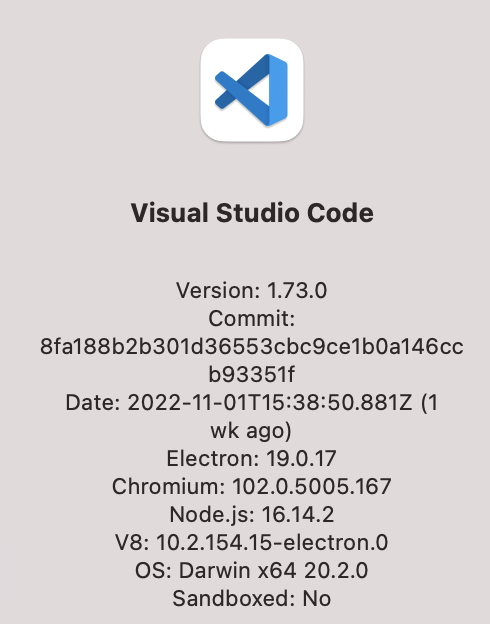 Visual Studio Code
Version: 1.73.0
Commit:
8fa188b2b301d36553cbc9ce1b0a146cc
b93351f
Date: 2022-11-01T15:38:50.881Z (1
wk ago)
Electron: 19.0.17
Chromium: 102.0.5005.167
Node.js: 16.14.2
V8: 10.2.154.15-electron.0
OS: Darwin x64 20.2.0
Sandboxed: No